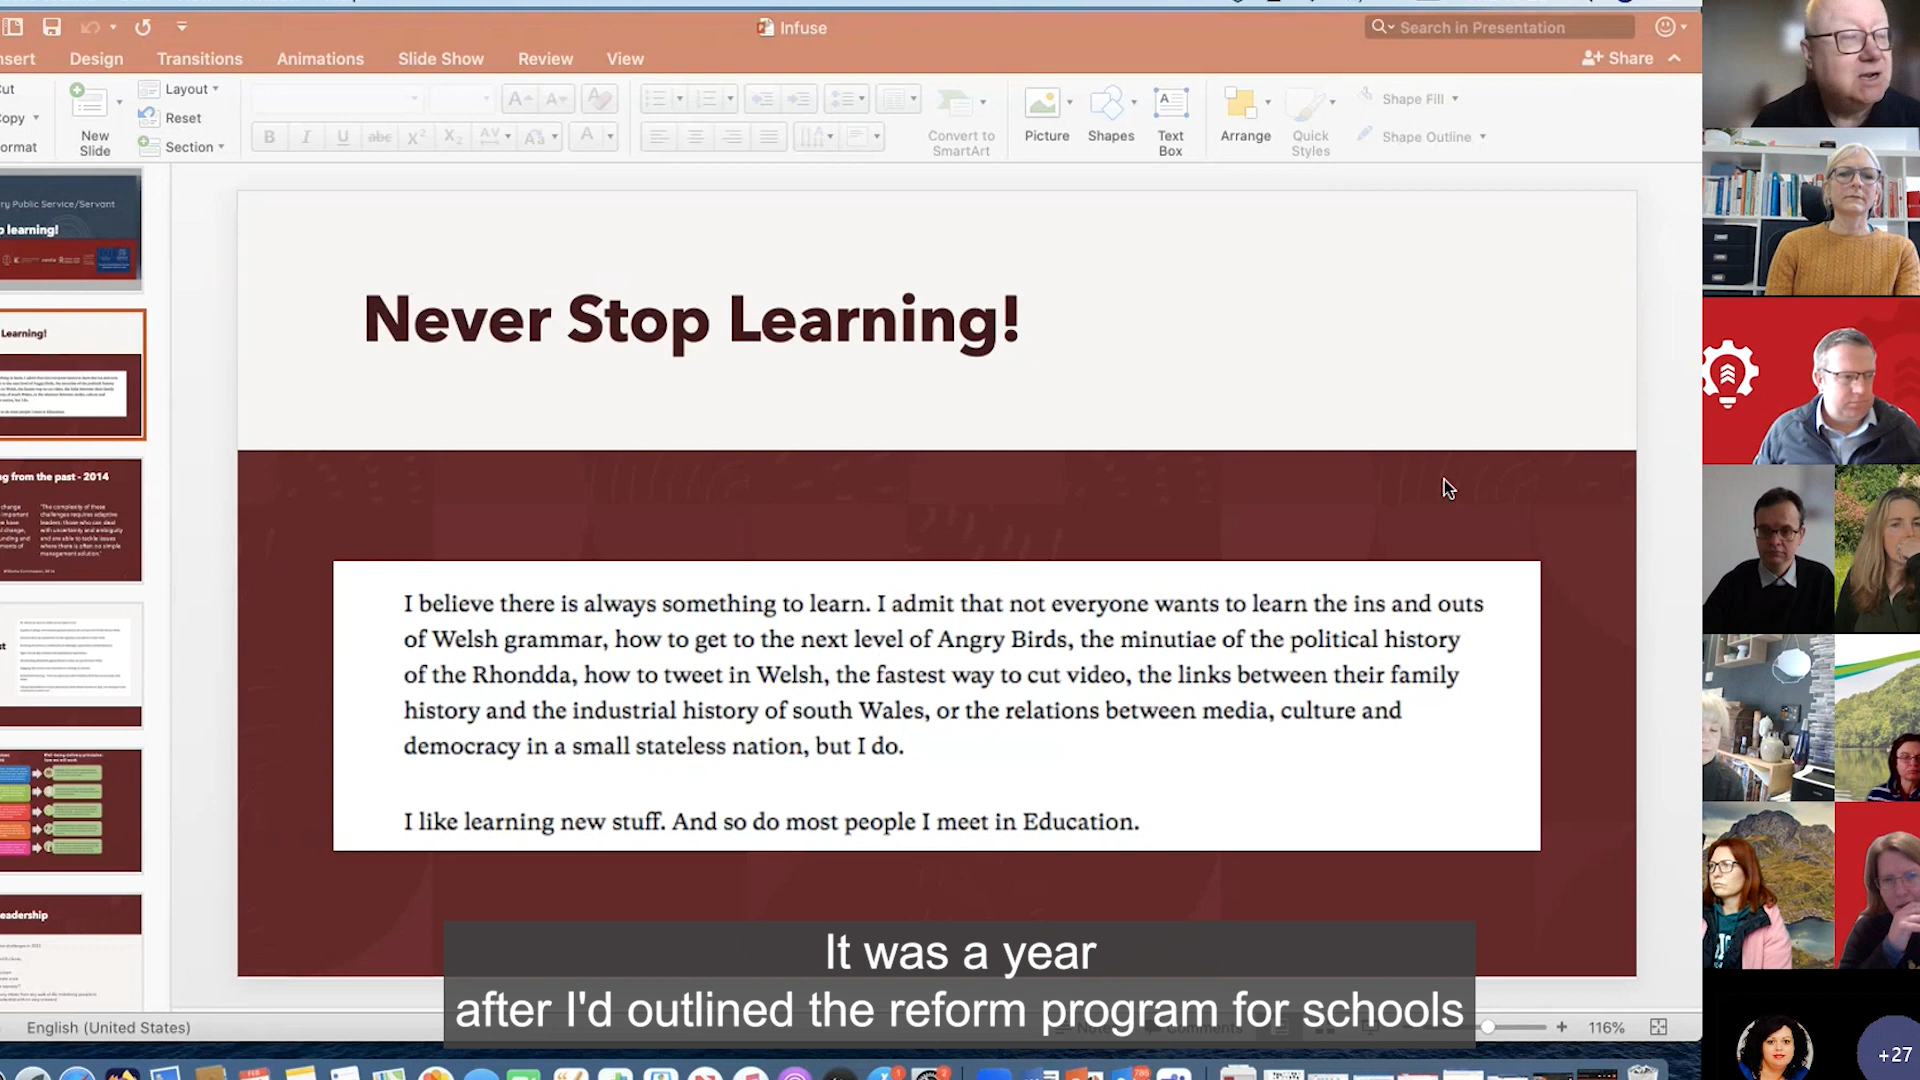 Infuse
Search in Presentation
Design
Transitions
Animations
Slide Show
Review
View
Share
Layout
Reset
Section
New
Slide
Convert to
SmartArt
Picture
Shapes
Text
Box
Arrange
Quick
Styles
Shape Fill
Shape Outline
Never Stop Learning!
I believe there is always something to learn. I admit that not everyone wants to learn the ins and outs
of Welsh grammar, how to get to the next level of Angry Birds, the minutiae of the political history
of the Rhondda, how to tweet in Welsh, the fastest way to cut video, the links between their family
history and the industrial history of south Wales, or the relations between media, culture and
democracy in a small stateless nation, but I do.
I like learning new stuff. And so do most people I meet in Education.
It was a year
after I'd outlined the reform program for schools
English (United States)
116%
+27